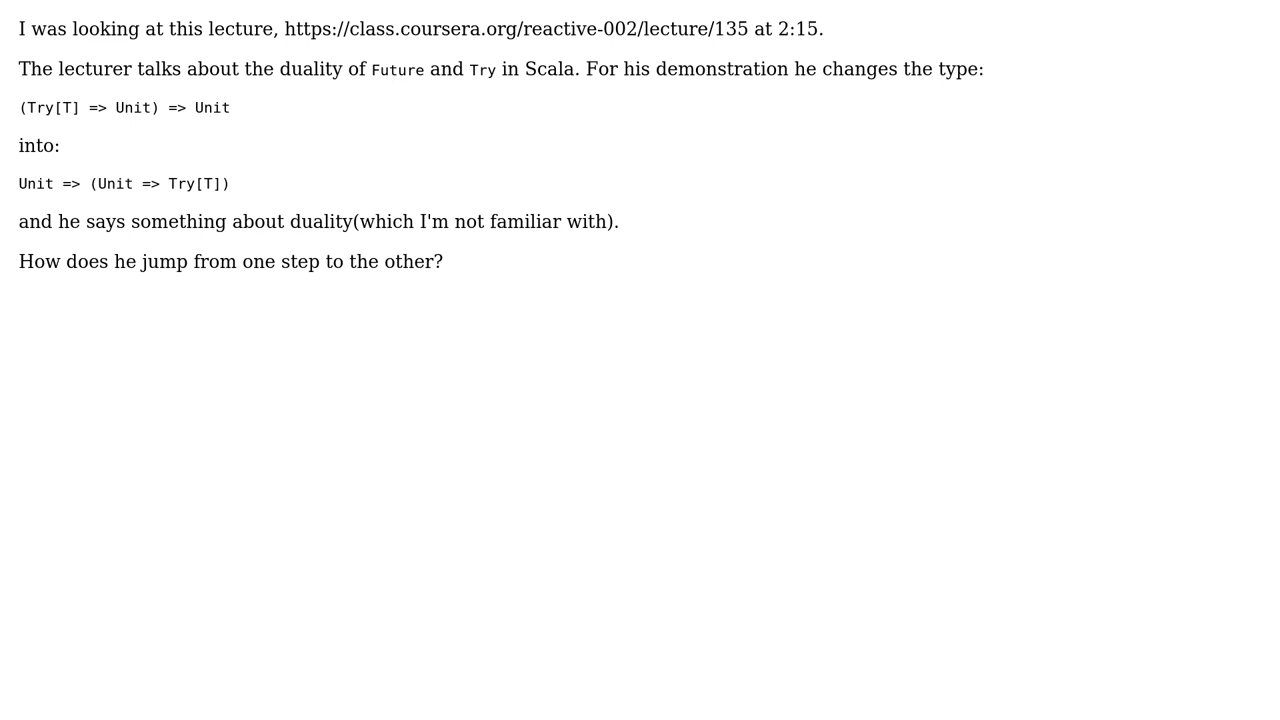 I was looking at this lecture, https://class.coursera.org/reactive-002/lecture/135 at 2:15.
The lecturer talks about the duality of Future and Try in Scala. For his demonstration he changes the type:
(Try[T] => Unit) => Unit
into:
Unit => (Unit => Try[T])
and he says something about duality(which I'm not familiar with).
How does he jump from one step to the other?